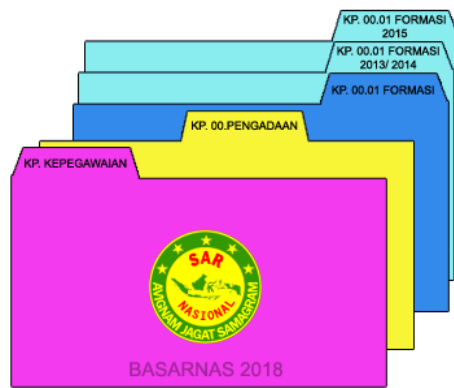 KP. 00.01 FORMASI
2015
KP. 00.01 FORMASI
2013/ 2014
KP. 00.01 FORMASI
KP. 00.PENGADAAN
KP. KEPEGAWAIAN
SAR
NASIONAL
AVIGNAM JAGAT SAMAGRAM
BASARNAS 2018